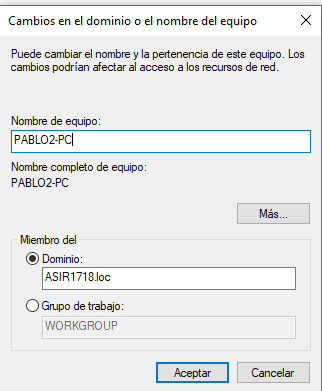 Cambios en el dominio o el nombre del equipo
Puede cambiar el nombre y la pertenencia de este equipo. Los
cambios podrían afectar al acceso a los recursos de red.
Nombre de equipo:
PABLO2-PC
Nombre completo de equipo:
PABLO2-PC
Más...
Miembro del
Dominio:
ASIR1718.loc
Grupo de trabajo:
WORKGROUP
Aceptar
Cancelar